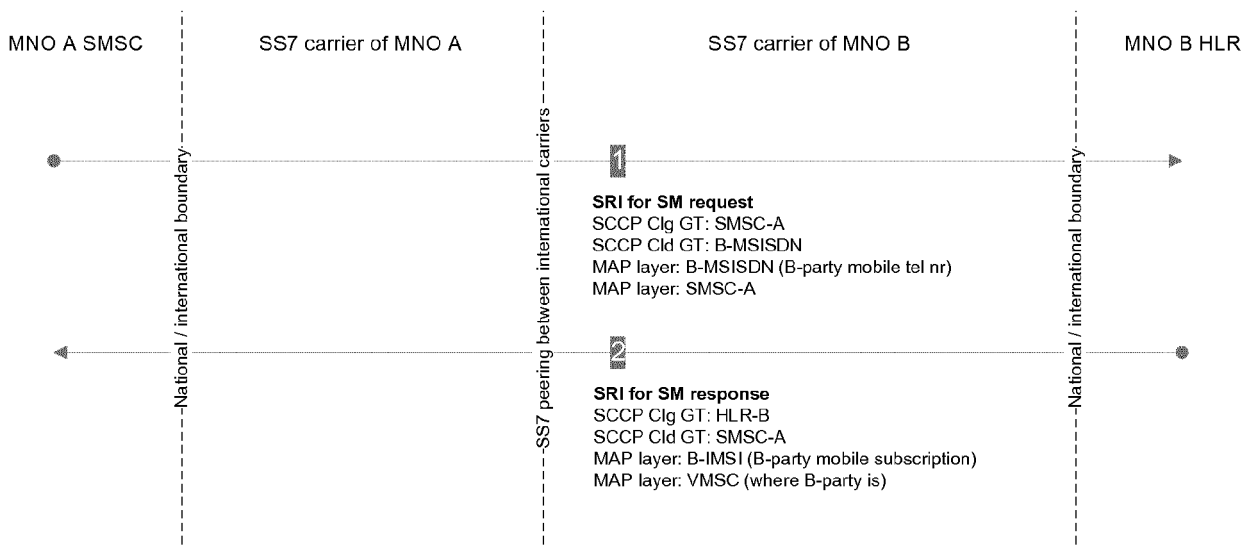 MNO A SMSC
SS7 carrier of MNO A
SS7 carrier of MNO B
MNO B HLR
National / international boundary
SS7 peering between international carriers
National / international boundary
1
SRI for SM request
SCCP Clg GT: SMSC-A
SCCP Cld GT: B-MSISDN
MAP layer: B-MSISDN (B-party mobile tel nr)
MAP layer: SMSC-A
2
SRI for SM response
SCCP Clg GT: HLR-B
SCCP Cld GT: SMSC-A
MAP layer: B-IMSI (B-party mobile subscription)
MAP layer: VMSC (where B-party is)